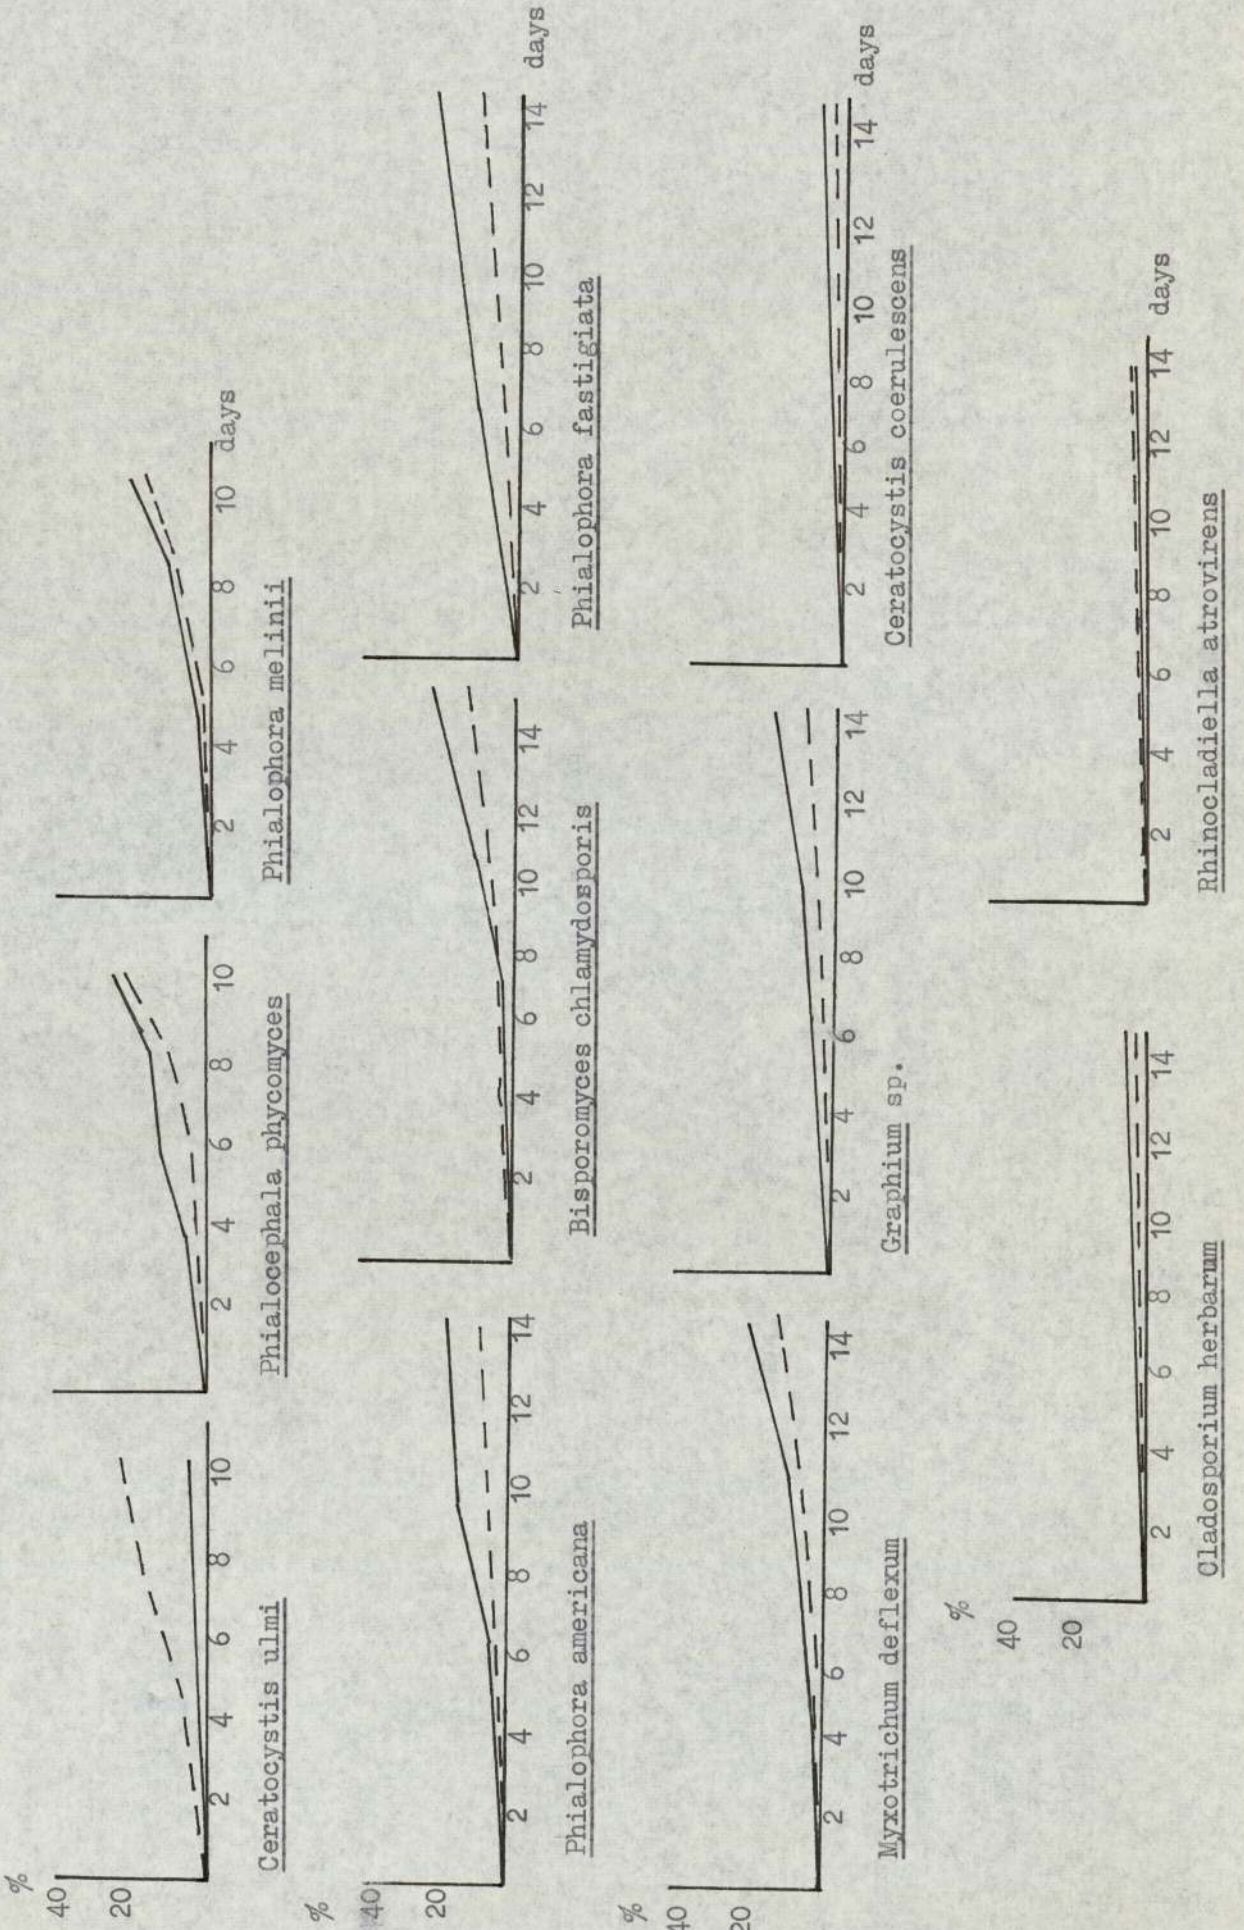 %
40
20
2 4 6 8 10
Ceratocystis ulmi
2 4 6 8 10
Phialocephala phycomyces
2 4 6 8 10 days
Phialophora melinii
%
40
20
2 4 6 8 10 12 14
Phialophora americana
2 4 6 8 10 12 14
Bisporomyces chlamydosporis
2 4 6 8 10 12 14 days
Phialophora fastigiata
%
40
20
2 4 6 8 10 12 14
Myxotrichum deflexum
2 4 6 8 10 12 14
Graphium sp.
2 4 6 8 10 12 14 days
Ceratocystis coerulescens
%
40
20
2 4 6 8 10 12 14
Cladosporium herbarum
2 4 6 8 10 12 14 days
Rhinocladiella atrovirens